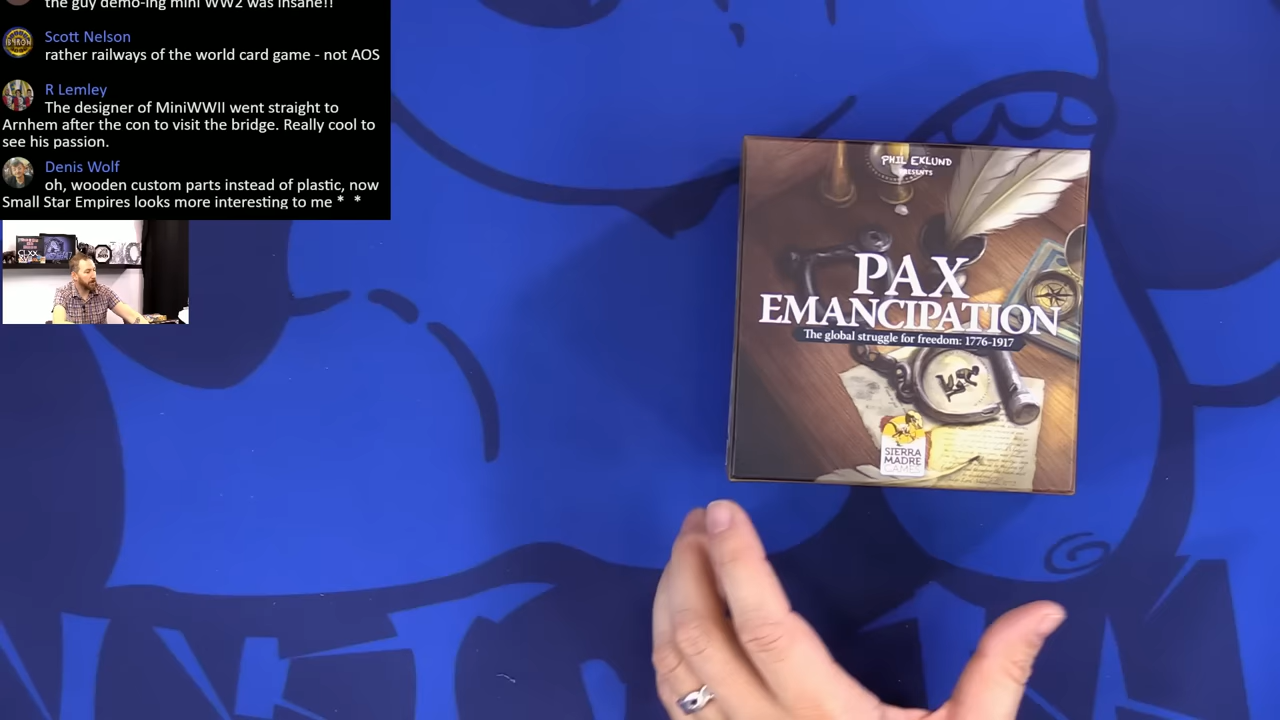 the guy demo-ing mini WW2 was insane!!
Scott Nelson
rather railways of the world card game - not AOS
R Lemley
The designer of MiniWWII went straight to
Arnhem after the con to visit the bridge. Really cool to
see his passion.
Denis Wolf
oh, wooden custom parts instead of plastic, now
Small Star Empires looks more interesting to me * *
PHIL EKLUND
PRESENTS
PAX
EMANCIPATION
The global struggle for freedom: 1776-1917
SIERRA
MADRE
GAMES